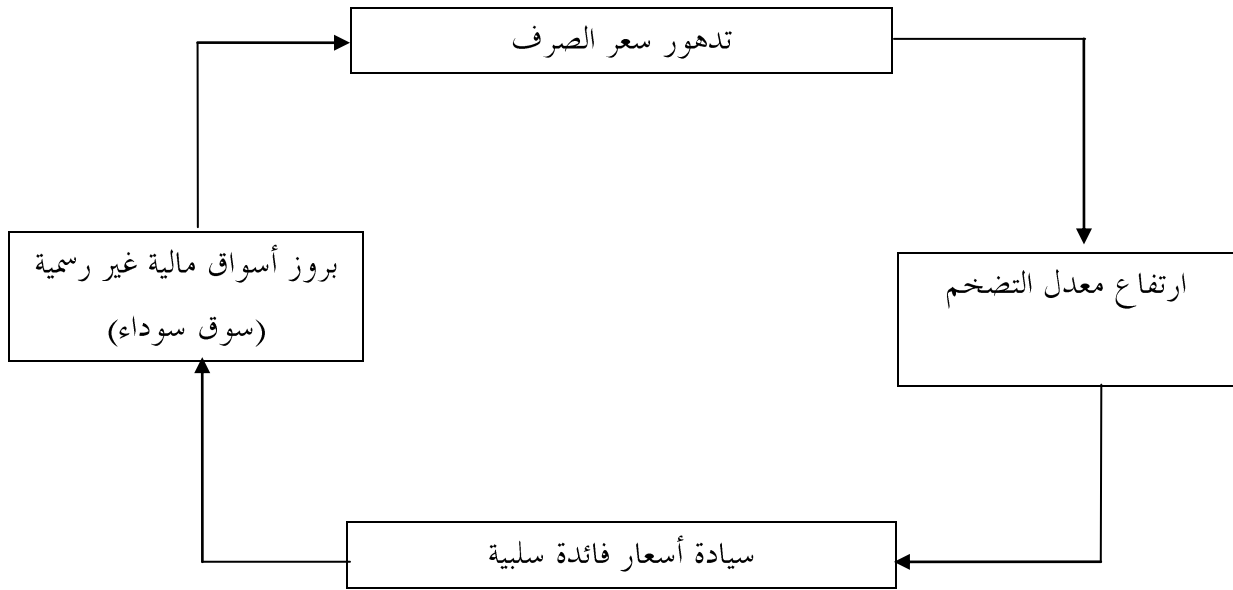 تدهور سعر الصرف
بروز أسواق مالية غير رسمية
(سوق سوداء)
ارتفاع معدل التضخم
سيادة أسعار فائدة سلبية